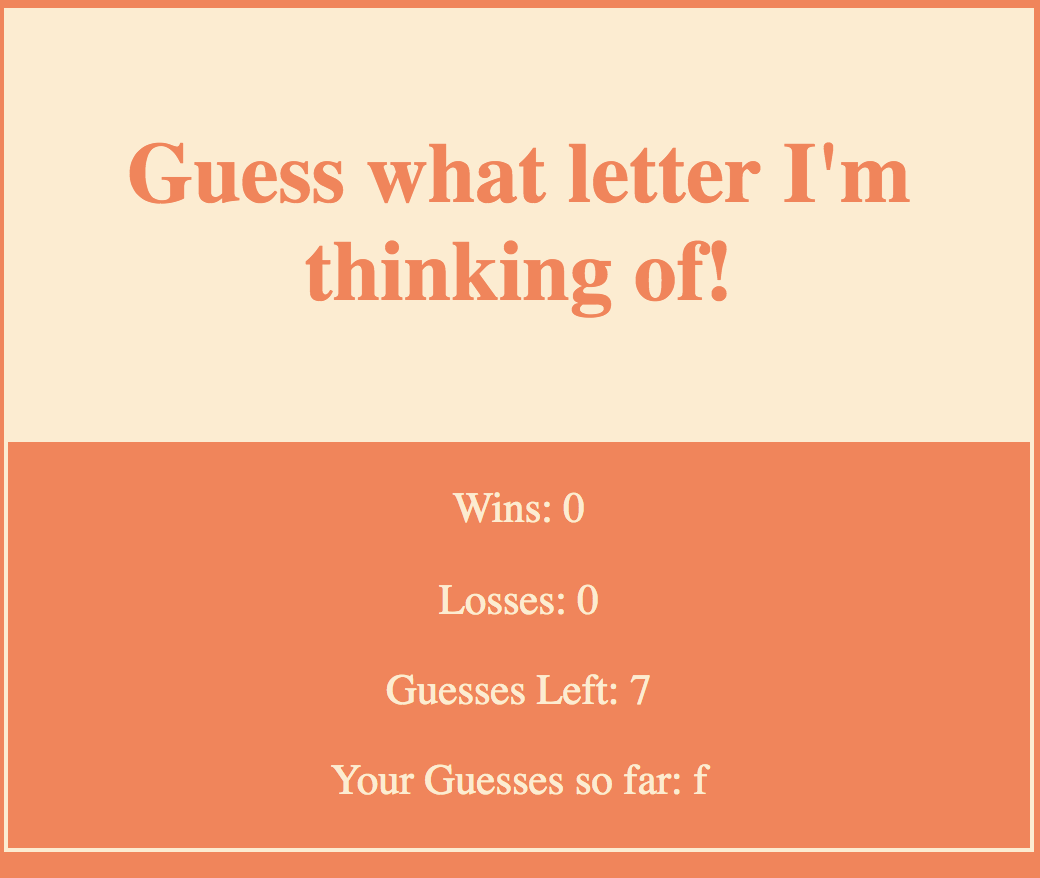 Guess what letter I'm
thinking of!
Wins: 0
Losses: 0
Guesses Left: 7
Your Guesses so far: f